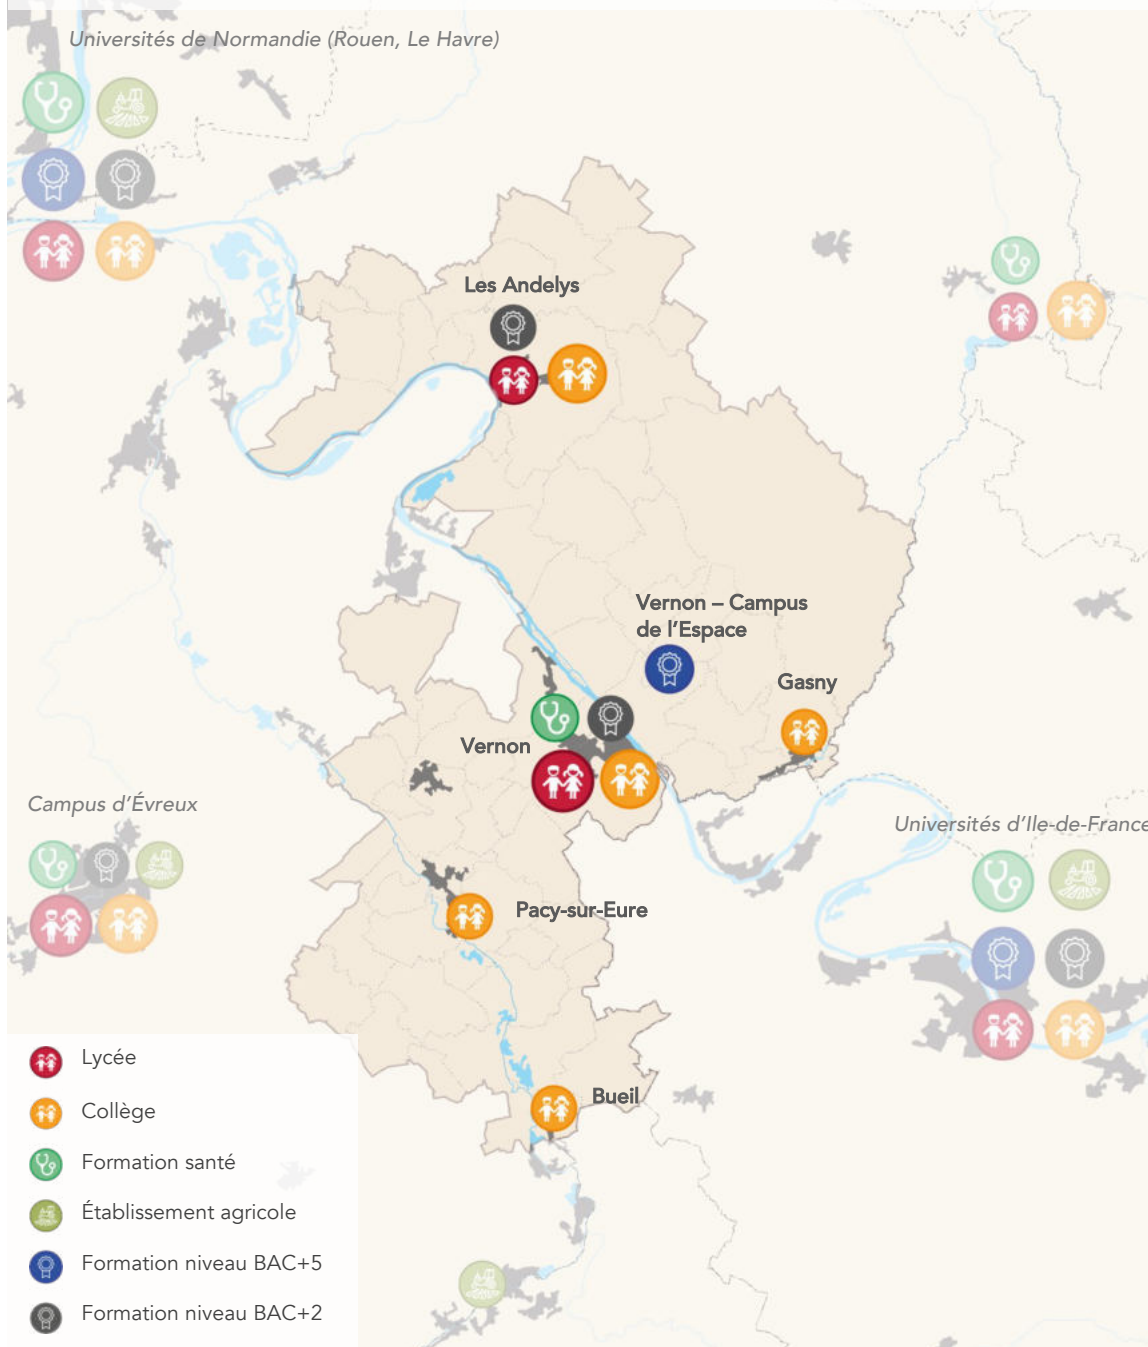 Universités de Normandie (Rouen, Le Havre)
Les Andelys
Vernon – Campus
de l'Espace
Gasny
Vernon
Campus d'Évreux
Universités d'Ile-de-France
Pacy-sur-Eure
Bueil
Lycée
Collège
Formation santé
Établissement agricole
Formation niveau BAC+5
Formation niveau BAC+2